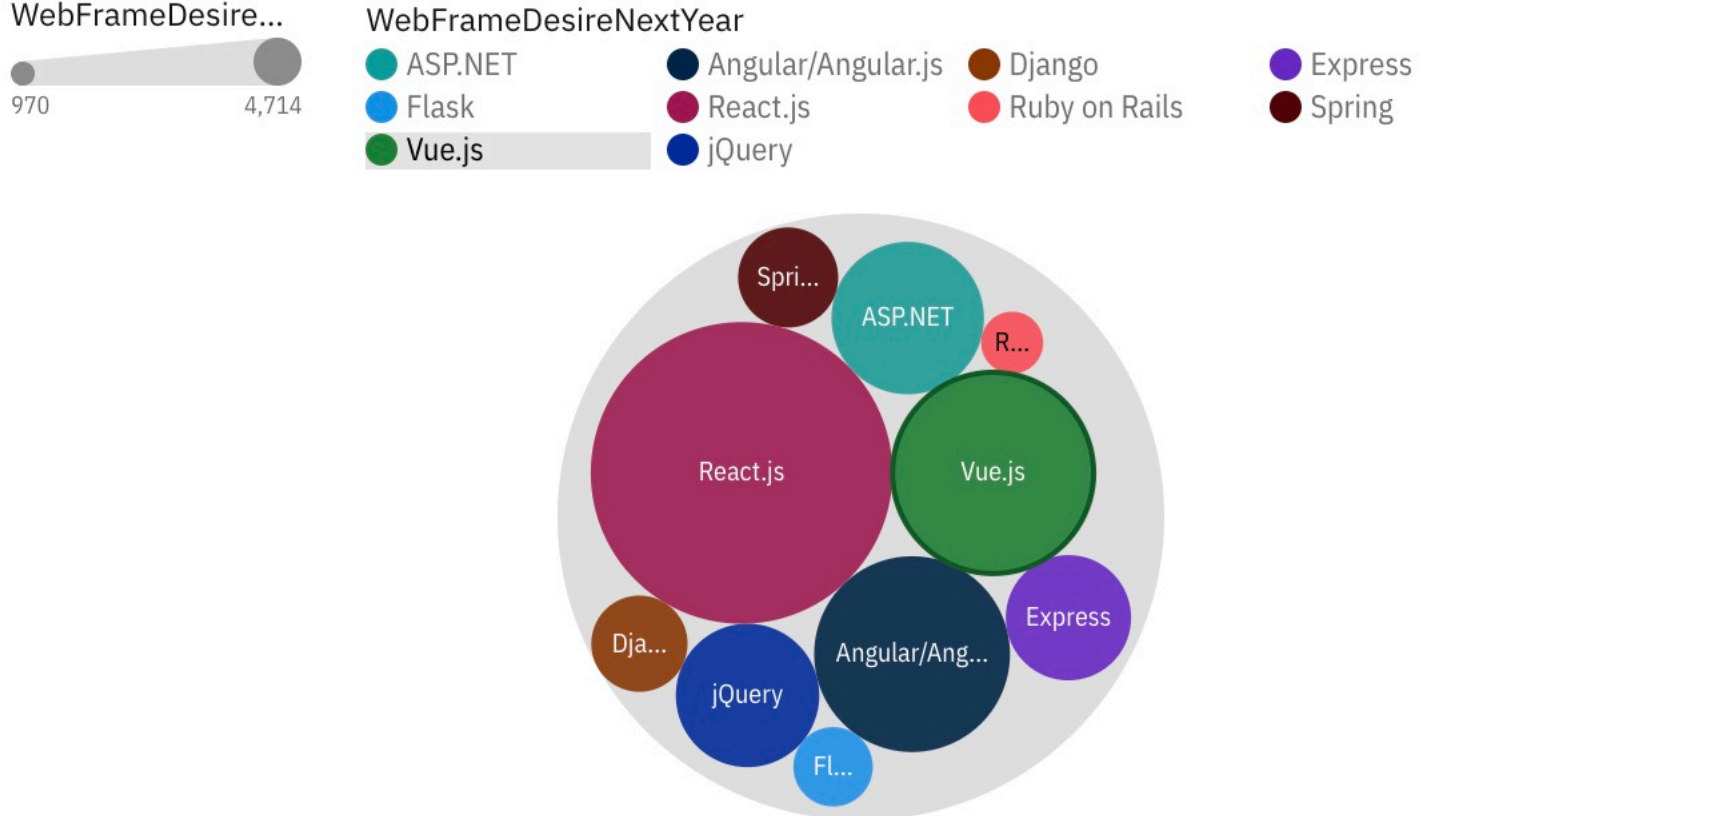 WebFrameDesire...
970 4,714
WebFrameDesireNextYear
ASP.NET Angular/Angular.js Django Express
Flask React.js Ruby on Rails Spring
Vue.js jQuery
Spri...
ASP.NET
R...
React.js
Vue.js
Express
Dja...
Angular/Ang...
jQuery
Fl...